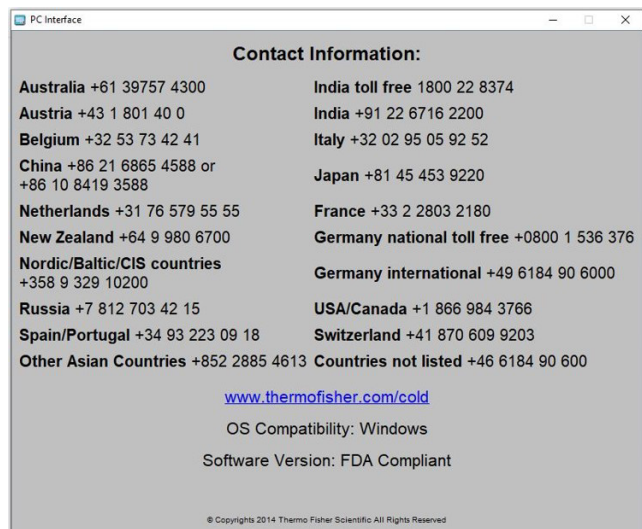 PC Interface
Contact Information:
Australia +61 39757 4300
India toll free 1800 22 8374
Austria +43 1 801 40 0
India +91 22 6716 2200
Belgium +32 53 73 42 41
Italy +32 02 95 05 92 52
China +86 21 6865 4588 or
+86 10 8419 3588
Japan +81 45 453 9220
Netherlands +31 76 579 55 55
France +33 2 2803 2180
New Zealand +64 9 980 6700
Germany national toll free +0800 1 536 376
Nordic/Baltic/CIS countries
+358 9 329 10200
Germany international +49 6184 90 6000
Russia +7 812 703 42 15
USA/Canada +1 866 984 3766
Spain/Portugal +34 93 223 09 18
Switzerland +41 870 609 9203
Other Asian Countries +852 2885 4613
Countries not listed +46 6184 90 600
www.thermofisher.com/cold
OS Compatibility: Windows
Software Version: FDA Compliant
© Copyrights 2014 Thermo Fisher Scientific All Rights Reserved